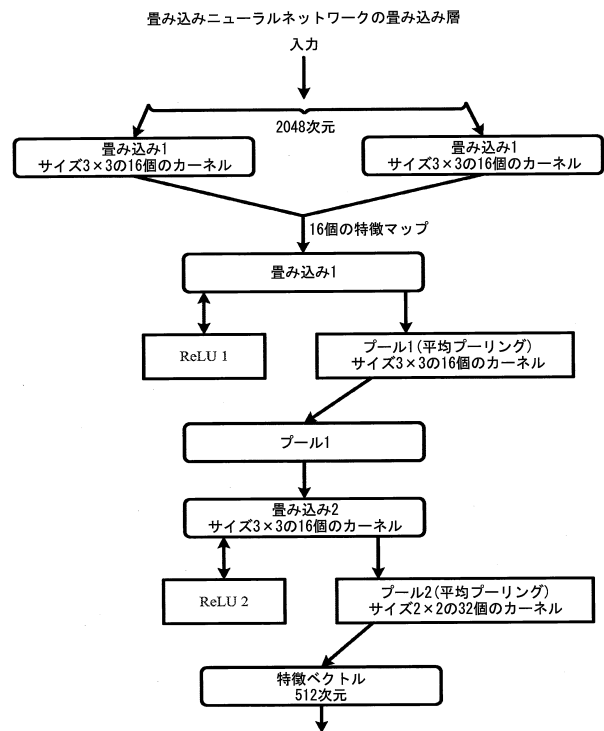 畳み込みニューラルネットワークの畳み込み層
入力
2048次元
畳み込み1
サイズ3×3の16個のカーネル
畳み込み1
サイズ3×3の16個のカーネル
16個の特徴マップ
畳み込み1
ReLU 1
プール1(平均プーリング)
サイズ3×3の16個のカーネル
プール1
畳み込み2
サイズ3×3の16個のカーネル
ReLU 2
プール2(平均プーリング)
サイズ2×2の32個のカーネル
特徴ベクトル
512次元